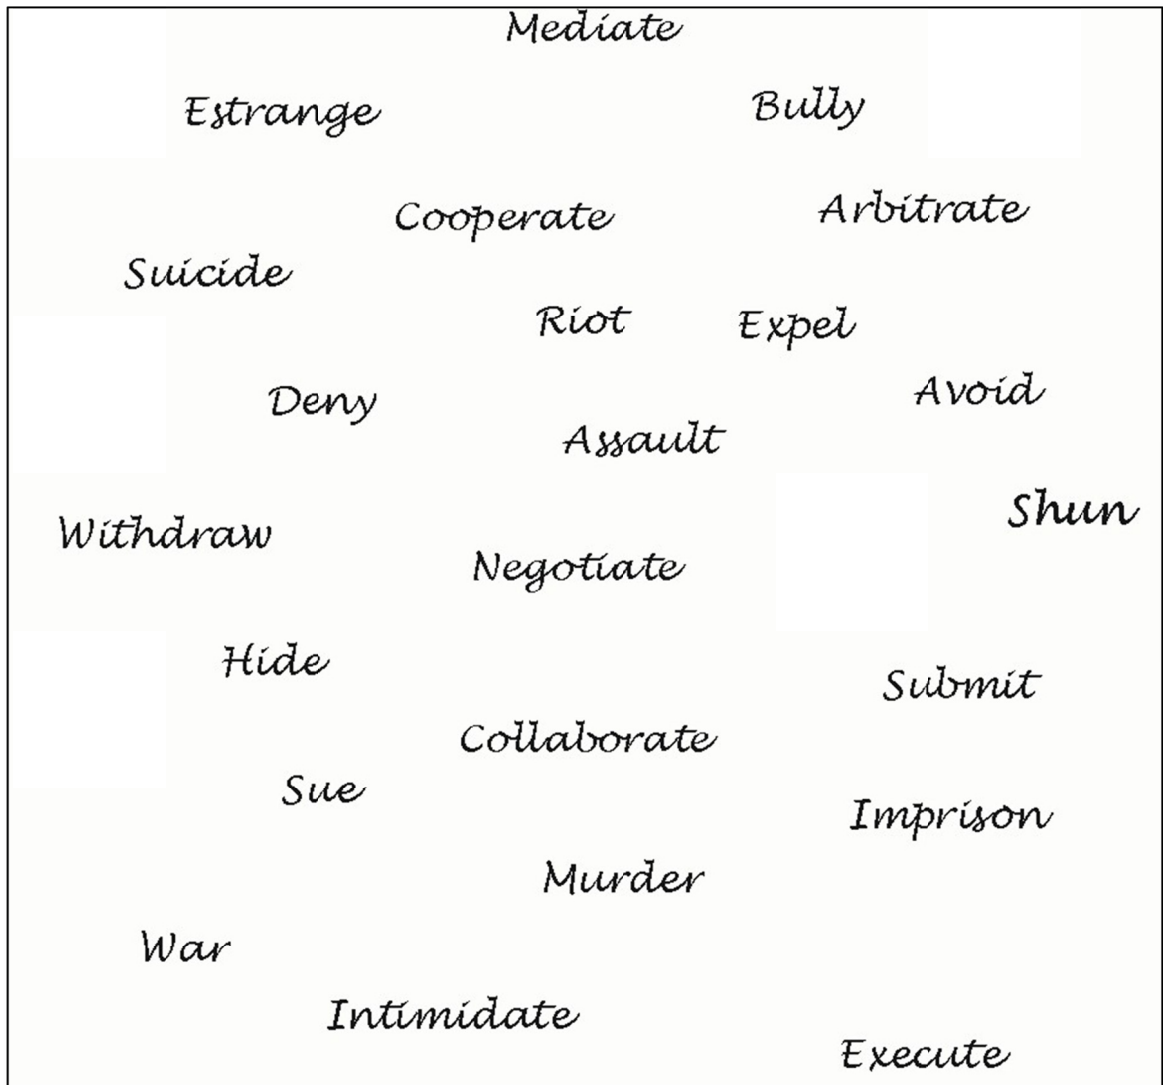 Mediate
Estrange
Bully
Cooperate
Arbitrate
Suicide
Riot
Expel
Deny
Avoid
Assault
Shun
Withdraw
Negotiate
Hide
Submit
Collaborate
Sue
Imprison
Murder
War
Intimidate
Execute